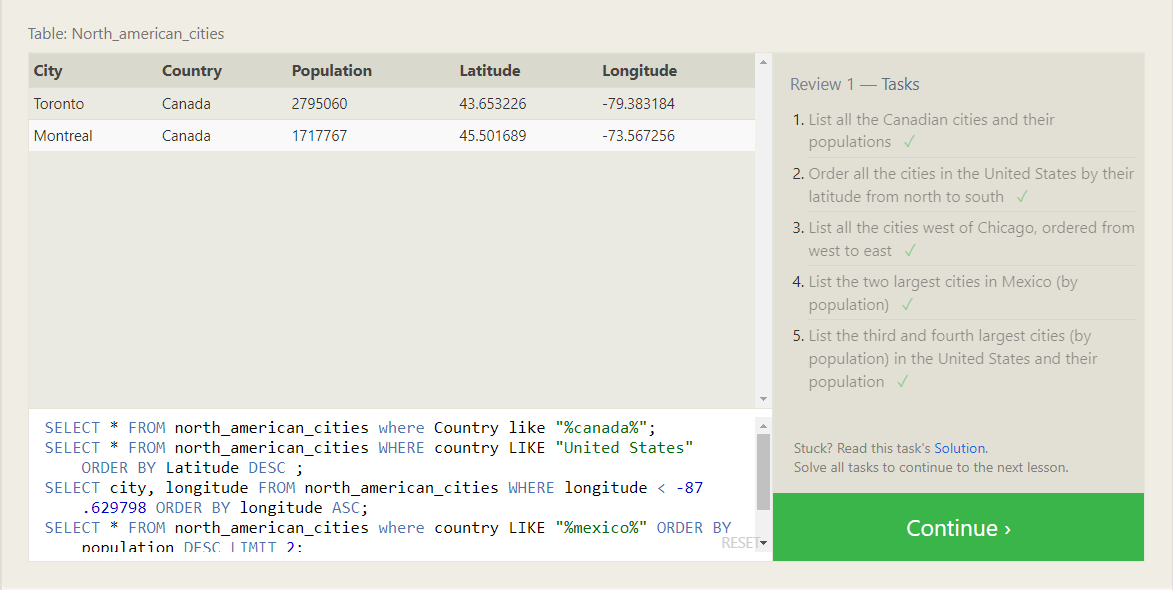 Table: North_american_cities
City Country Population Latitude Longitude
Toronto Canada 2795060 43.653226 -79.383184
Montreal Canada 1717767 45.501689 -73.567256
SELECT * FROM north_american_cities where Country like "%canada%";
SELECT * FROM north_american_cities WHERE country LIKE "United States"
ORDER BY Latitude DESC ;
SELECT city, longitude FROM north_american_cities WHERE longitude < -87
.629798 ORDER BY longitude ASC;
SELECT * FROM north_american_cities where country LIKE "%mexico%" ORDER BY
population DESC LIMIT 2;
RESET
Review 1 — Tasks
1. List all the Canadian cities and their
populations ✓
2. Order all the cities in the United States by their
latitude from north to south ✓
3. List all the cities west of Chicago, ordered from
west to east ✓
4. List the two largest cities in Mexico (by
population) ✓
5. List the third and fourth largest cities (by
population) in the United States and their
population ✓
Stuck? Read this task's Solution.
Solve all tasks to continue to the next lesson.
Continue ›